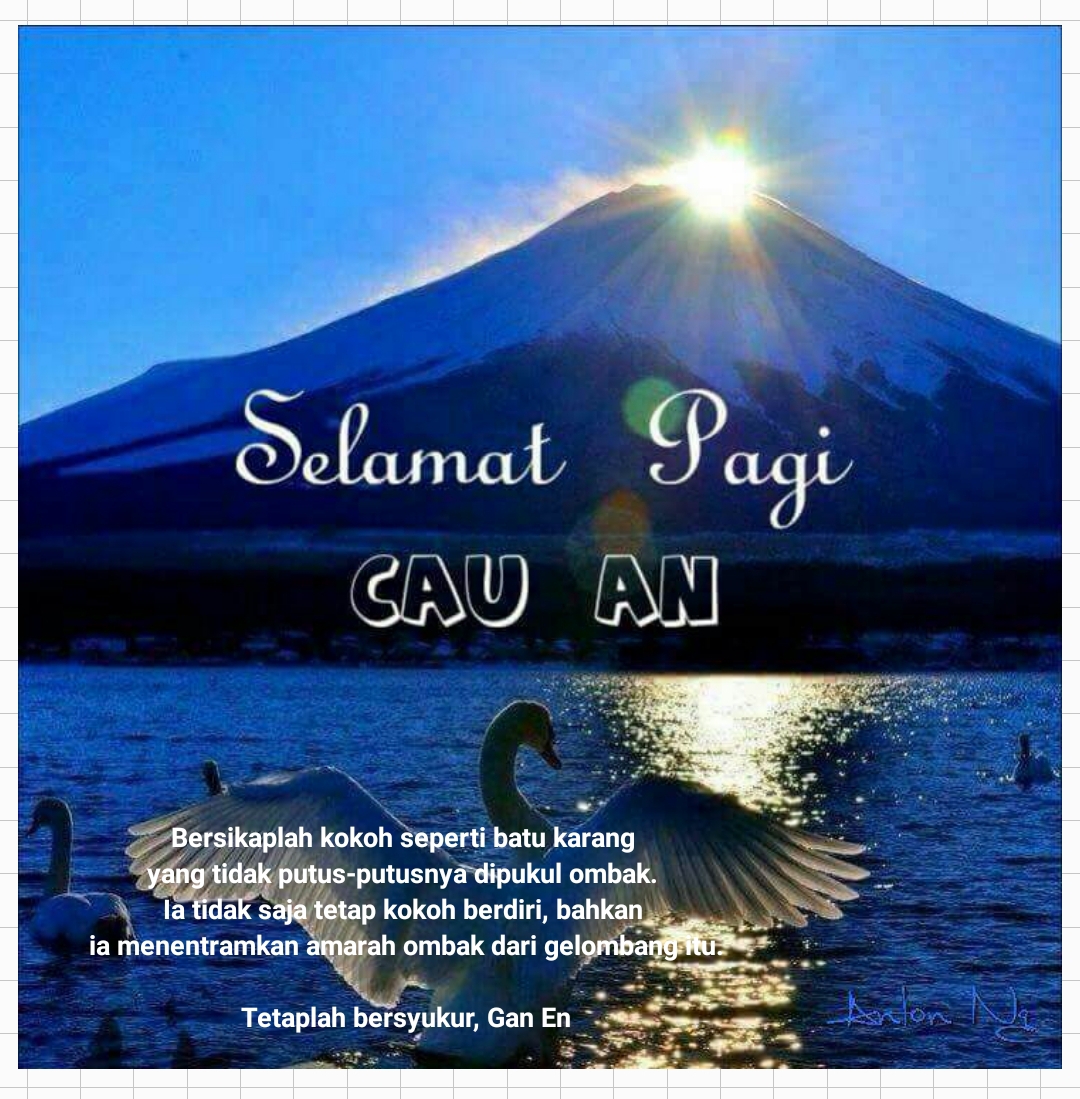 Selamat Pagi
CAU AN
Bersikaplah kokoh seperti batu karang
yang tidak putus-putusnya dipukul ombak.
Ia tidak saja tetap kokoh berdiri, bahkan
ia menentramkan amarah ombak dari gelombang itu.
Tetaplah bersyukur, Gan En
Anton Ng